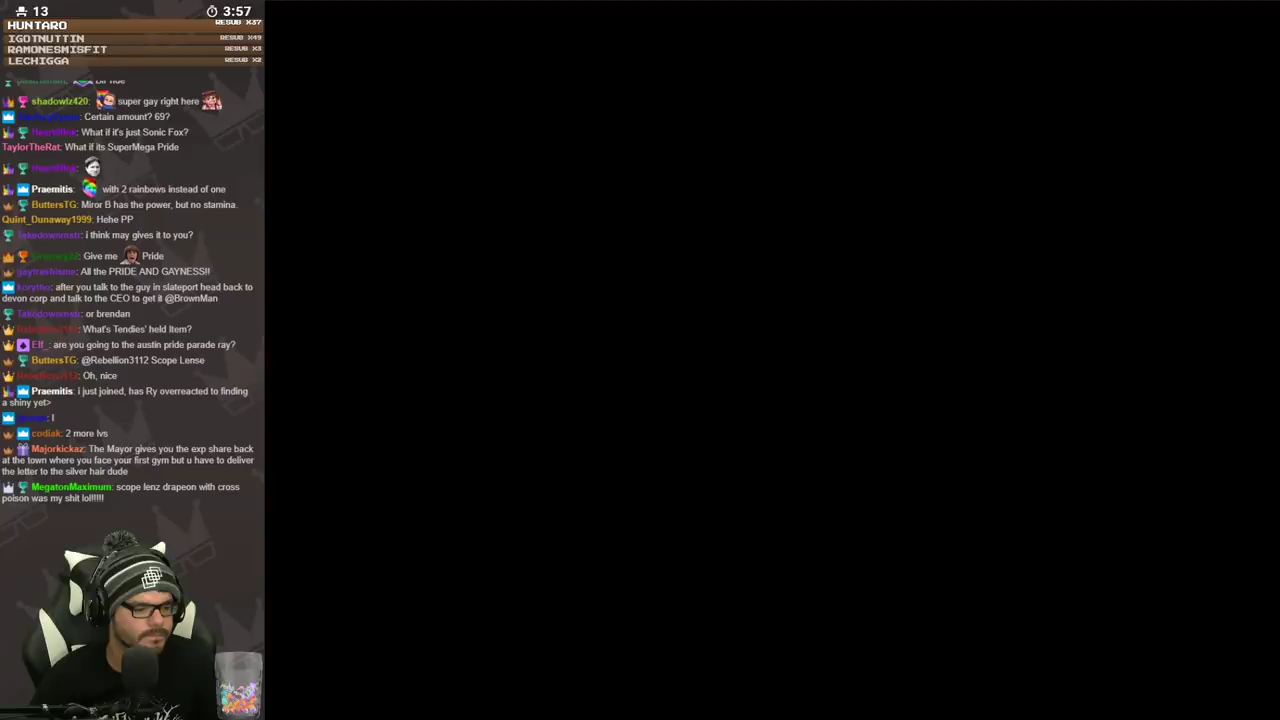 13 3:57
HUNTARO RESUB X37
IGOTNUTTIN RESUB X49
RAMONESMISFIT RESUB X3
LECHIGGA RESUB X2
shadowlz420: super gay right here
Certain amount? 69?
What if it's just Sonic Fox?
TaylorTheRat: What if its SuperMega Pride
Praemitis: with 2 rainbows instead of one
ButtersTG: Miror B has the power, but no stamina.
Quint_Dunaway1999: Hehe PP
Takedownmstr: i think may gives it to you?
Give me Pride
gaytrashisme: All the PRIDE AND GAYNESS!!
korytho: after you talk to the guy in slateport head back to
devon corp and talk to the CEO to get it @BrownMan
Takedownmstr: or brendan
Rebellion3112: What's Tendies' held Item?
Elf_: are you going to the austin pride parade ray?
ButtersTG: @Rebellion3112 Scope Lense
Rebellion3112: Oh, nice
Praemitis: i just joined, has Ry overreacted to finding
a shiny yet>
: I
codiak: 2 more lvs
Majorkickaz: The Mayor gives you the exp share back
at the town where you face your first gym but u have to deliver
the letter to the silver hair dude
MegatonMaximum: scope lenz drapeon with cross
poison was my shit lol!!!!!